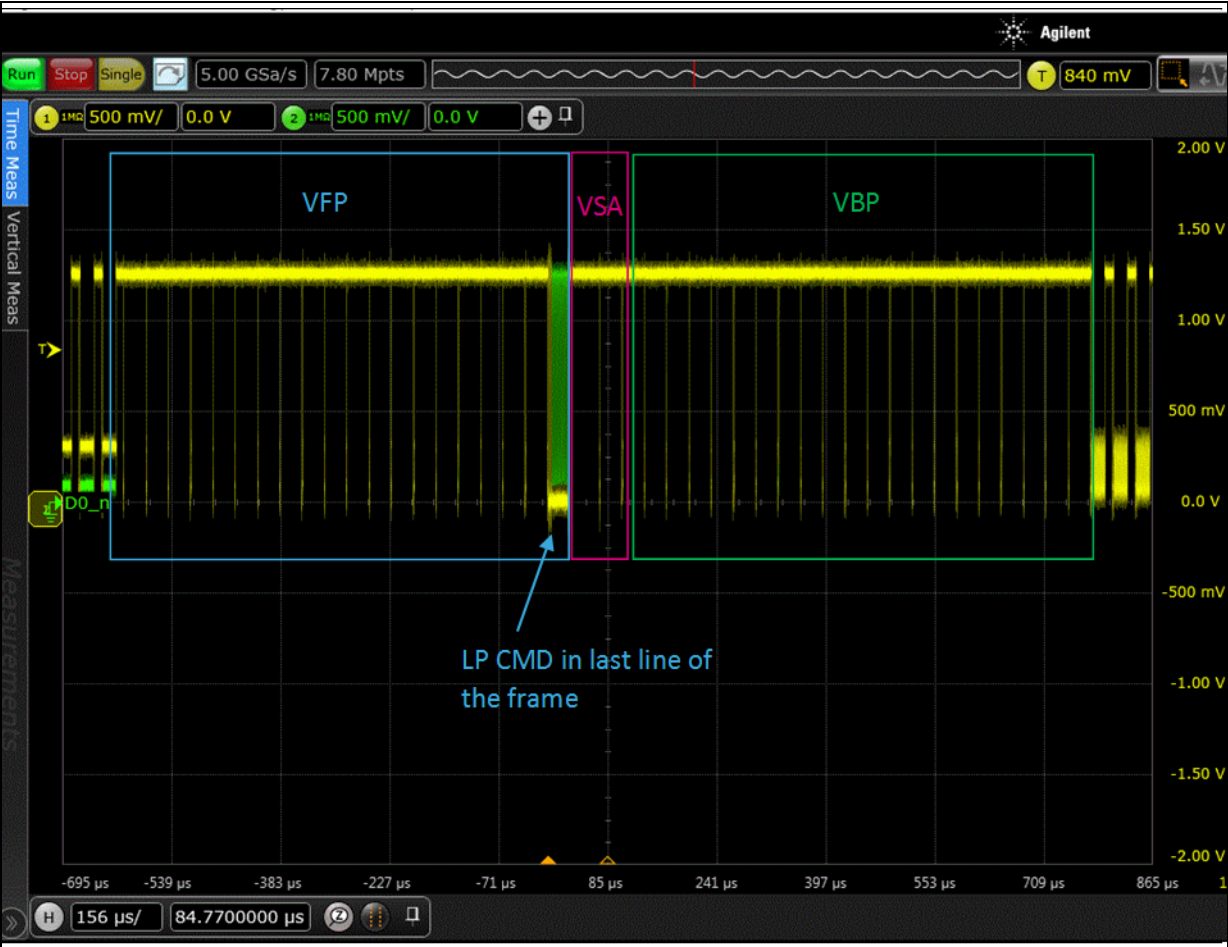 Agilent
Run Stop Single 5.00 GSa/s 7.80 Mpts T 840 mV
1 1MΩ 500 mV/ 0.0 V 2 1MΩ 500 mV/ 0.0 V
Time Meas
Vertical Meas
Measurements
2.00 V
VFP VSA VBP
1.50 V
1.00 V
T
500 mV
D0_n
0.0 V
-500 mV
LP CMD in last line of
the frame
-1.00 V
-1.50 V
-2.00 V
-695 µs -539 µs -383 µs -227 µs -71 µs 85 µs 241 µs 397 µs 553 µs 709 µs 865 µs 1
H 156 µs/ 84.7700000 µs Z